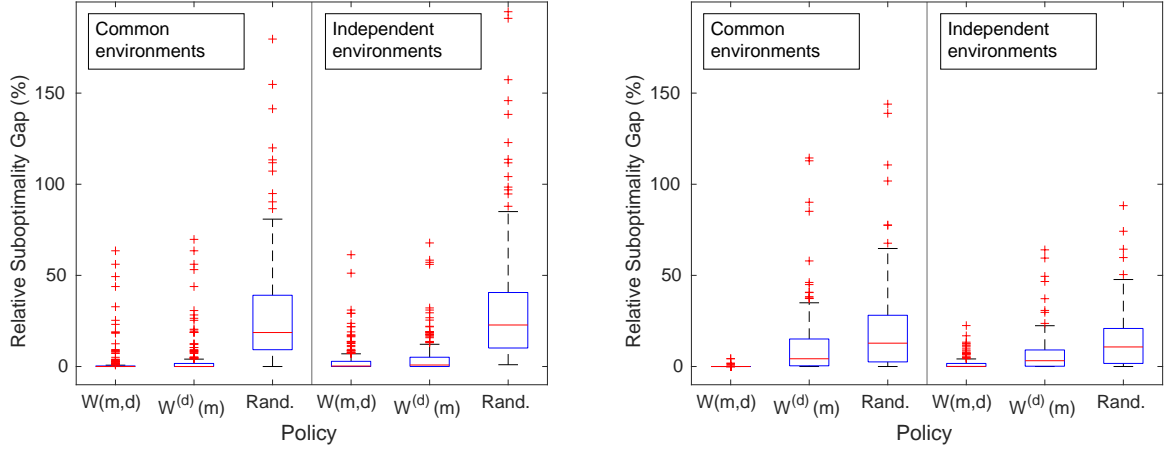 Relative Suboptimality Gap (%)
150
100
50
0
Common
environments
Independent
environments
W(m,d)
W(d) (m)
Rand.
W(m,d)
W(d) (m)
Rand.
Policy
Relative Suboptimality Gap (%)
150
100
50
0
Common
environments
Independent
environments
W(m,d)
W(d) (m)
Rand.
W(m,d)
W(d) (m)
Rand.
Policy